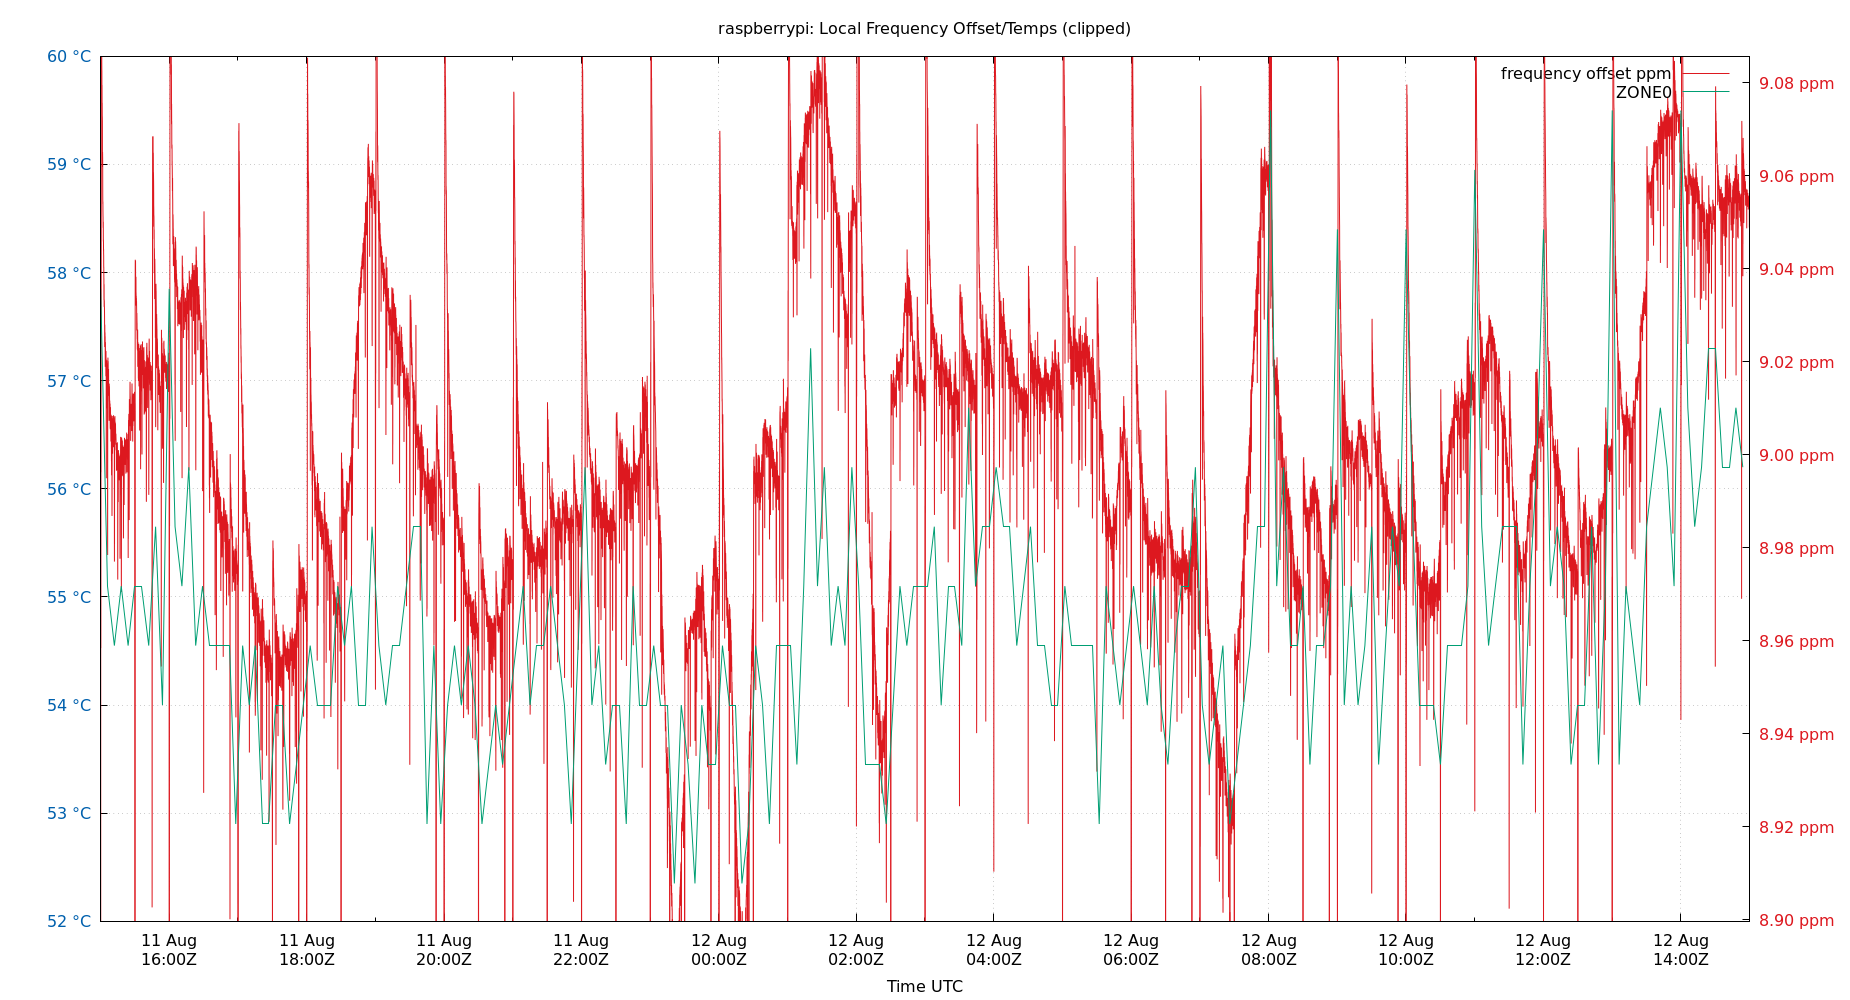 raspberrypi: Local Frequency Offset/Temps (clipped)
frequency offset ppm
ZONE0
60 °C
59 °C
58 °C
57 °C
56 °C
55 °C
54 °C
53 °C
52 °C
9.08 ppm
9.06 ppm
9.04 ppm
9.02 ppm
9.00 ppm
8.98 ppm
8.96 ppm
8.94 ppm
8.92 ppm
8.90 ppm
11 Aug 11 Aug 11 Aug 11 Aug 12 Aug 12 Aug 12 Aug 12 Aug 12 Aug 12 Aug 12 Aug 12 Aug
16:00Z 18:00Z 20:00Z 22:00Z 00:00Z 02:00Z 04:00Z 06:00Z 08:00Z 10:00Z 12:00Z 14:00Z
Time UTC